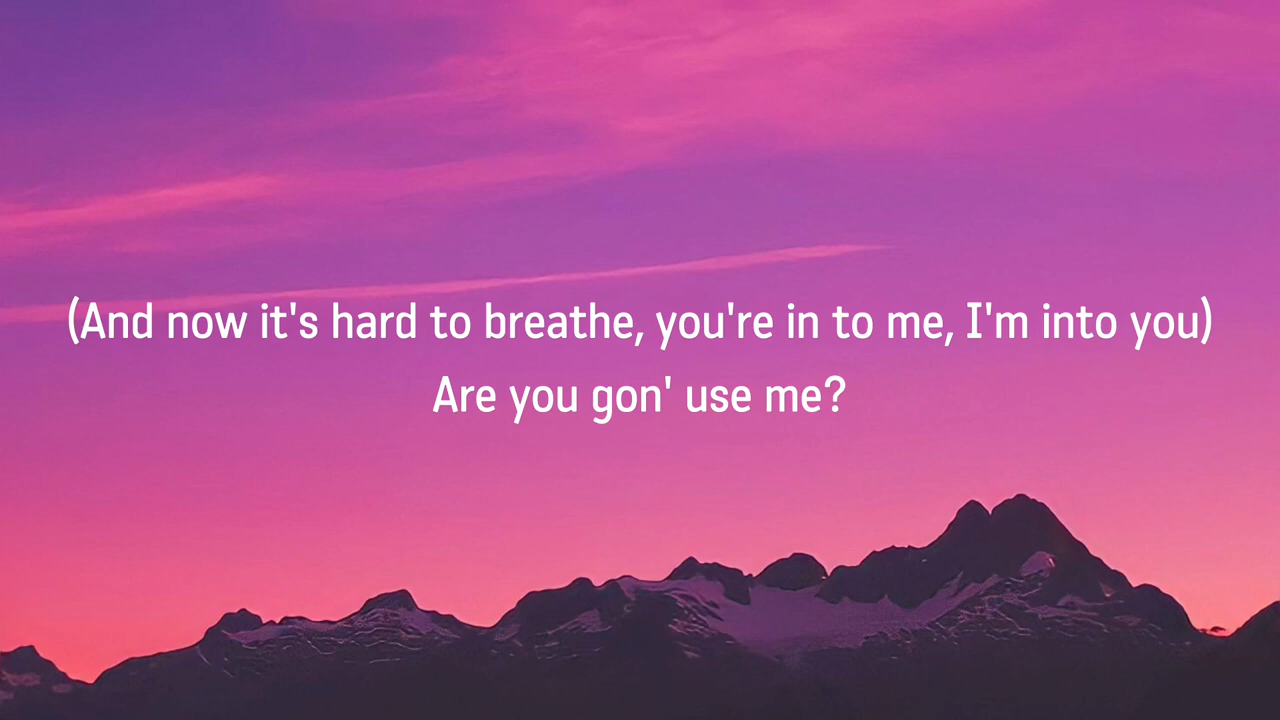 (And now it's hard to breathe, you're in to me, I'm into you)
Are you gon' use me?